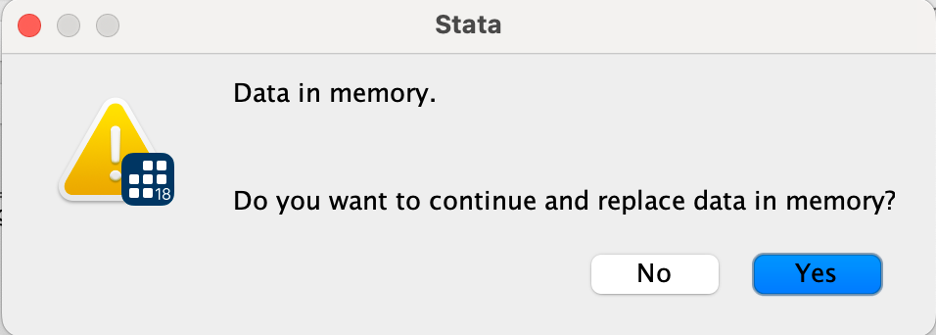 Stata
Data in memory.
18
Do you want to continue and replace data in memory?
No
Yes